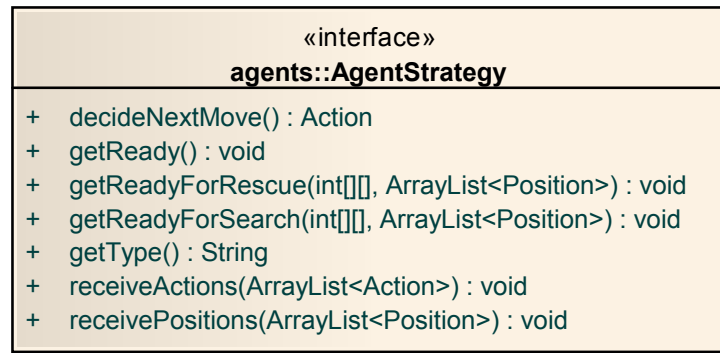 «interface»
agents::AgentStrategy
+ decideNextMove() : Action
+ getReady() : void
+ getReadyForRescue(int[][], ArrayList<Position>) : void
+ getReadyForSearch(int[][], ArrayList<Position>) : void
+ getType() : String
+ receiveActions(ArrayList<Action>) : void
+ receivePositions(ArrayList<Position>) : void